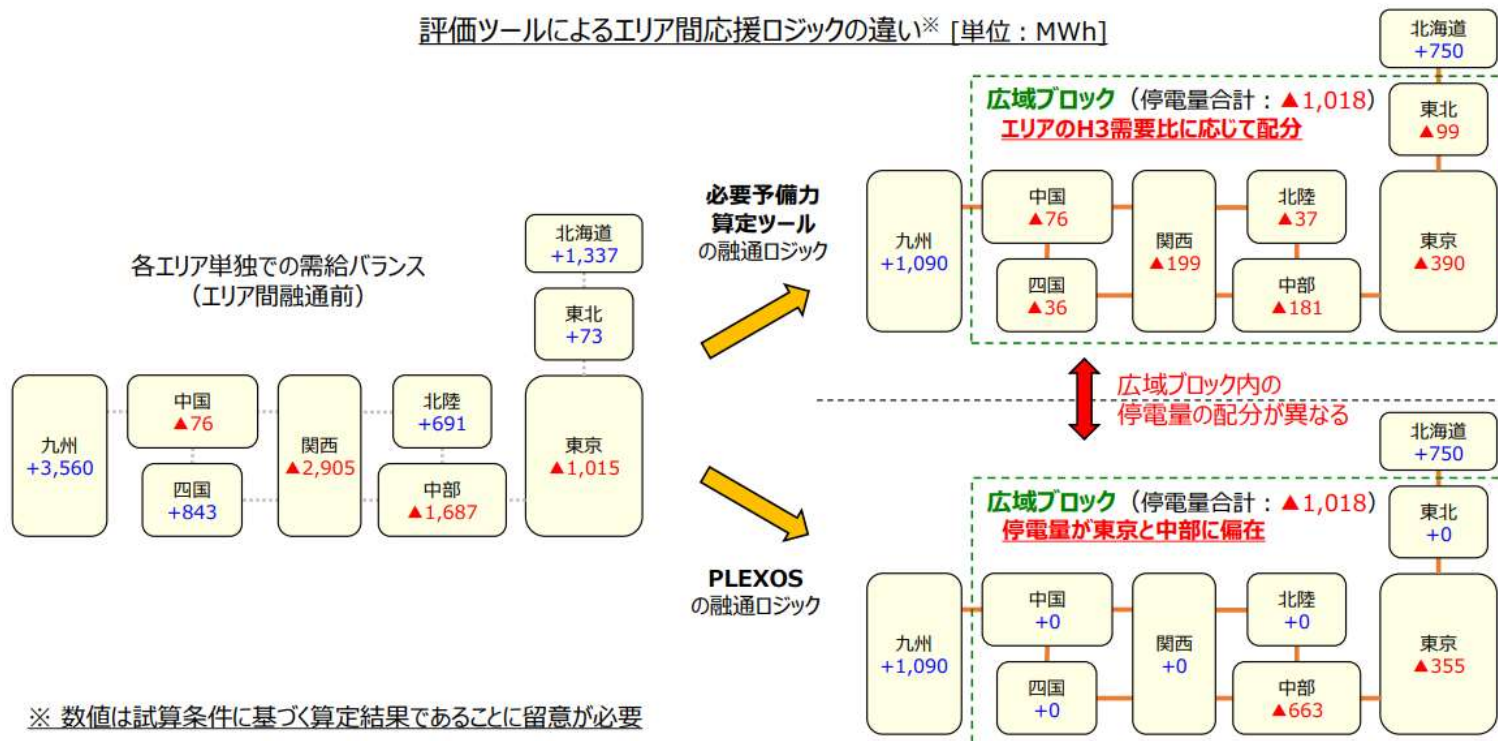 評価ツールによるエリア間応援ロジックの違い※ [単位：MWh]
各エリア単独での需給バランス
（エリア間融通前）
北海道
+1,337
東北
+73
九州
+3,560
中国
▲76
四国
+843
関西
▲2,905
北陸
+691
中部
▲1,687
東京
▲1,015
必要予備力
算定ツール
の融通ロジック
北海道
+750
広域ブロック（停電量合計：▲1,018）
エリアのH3需要比に応じて配分
東北
▲99
九州
+1,090
中国
▲76
四国
▲36
関西
▲199
北陸
▲37
中部
▲181
東京
▲390
広域ブロック内の
停電量の配分が異なる
PLEXOS
の融通ロジック
北海道
+750
広域ブロック（停電量合計：▲1,018）
停電量が東京と中部に偏在
東北
+0
九州
+1,090
中国
+0
四国
+0
関西
+0
北陸
+0
中部
▲663
東京
▲355
※ 数値は試算条件に基づく算定結果であることに留意が必要